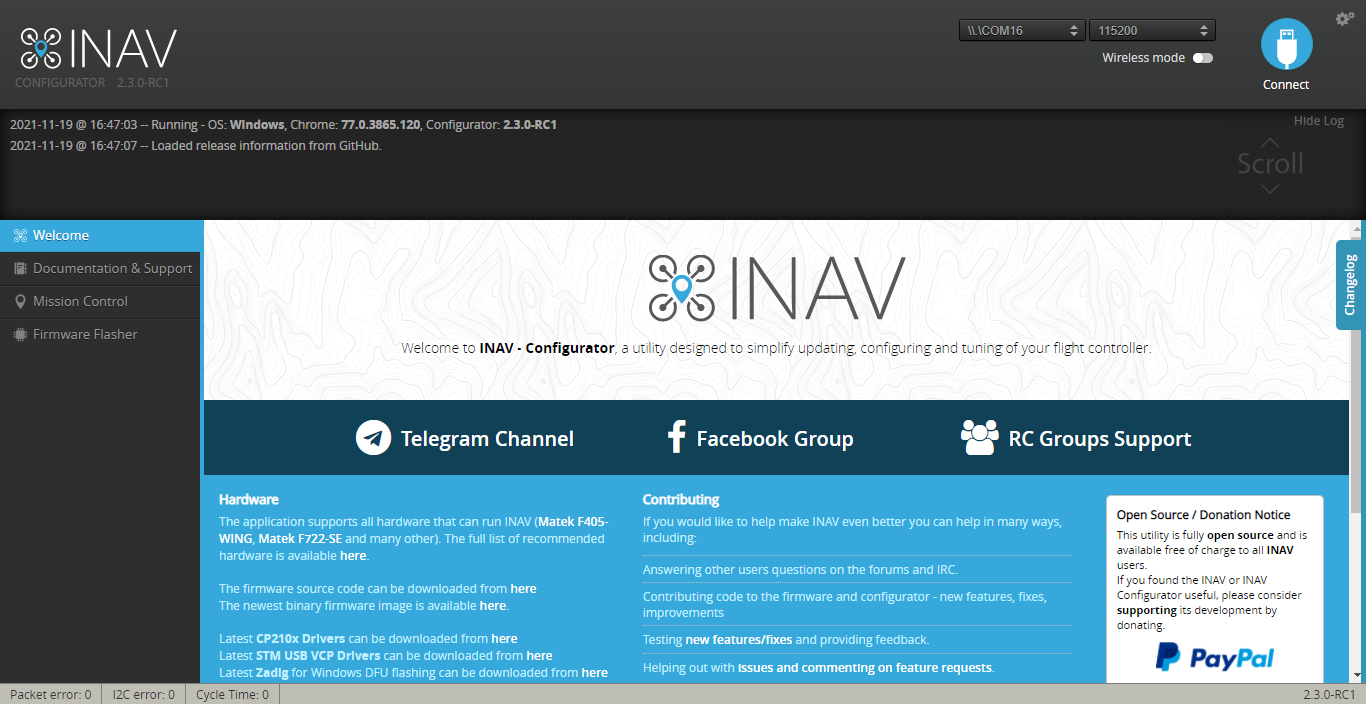 INAV
CONFIGURATOR 2.3.0-RC1
\\.\COM16
115200
Wireless mode
Connect
2021-11-19 @ 16:47:03 -- Running - OS: Windows, Chrome: 77.0.3865.120, Configurator: 2.3.0-RC1
2021-11-19 @ 16:47:07 -- Loaded release information from GitHub.
Hide Log
Scroll
Welcome
Documentation & Support
Mission Control
Firmware Flasher
INAV
Welcome to INAV - Configurator, a utility designed to simplify updating, configuring and tuning of your flight controller.
Changelog
Telegram Channel
Facebook Group
RC Groups Support
Hardware
The application supports all hardware that can run INAV (Matek F405-
WING, Matek F722-SE and many other). The full list of recommended
hardware is available here.
The firmware source code can be downloaded from here
The newest binary firmware image is available here.
Latest CP210x Drivers can be downloaded from here
Latest STM USB VCP Drivers can be downloaded from here
Latest Zadig for Windows DFU flashing can be downloaded from here
Contributing
If you would like to help make INAV even better you can help in many ways,
including:
Answering other users questions on the forums and IRC.
Contributing code to the firmware and configurator - new features, fixes,
improvements
Testing new features/fixes and providing feedback.
Helping out with issues and commenting on feature requests.
Open Source / Donation Notice
This utility is fully open source and is
available free of charge to all INAV
users.
If you found the INAV or INAV
Configurator useful, please consider
supporting its development by
donating.
PayPal
Packet error: 0
I2C error: 0
Cycle Time: 0
2.3.0-RC1